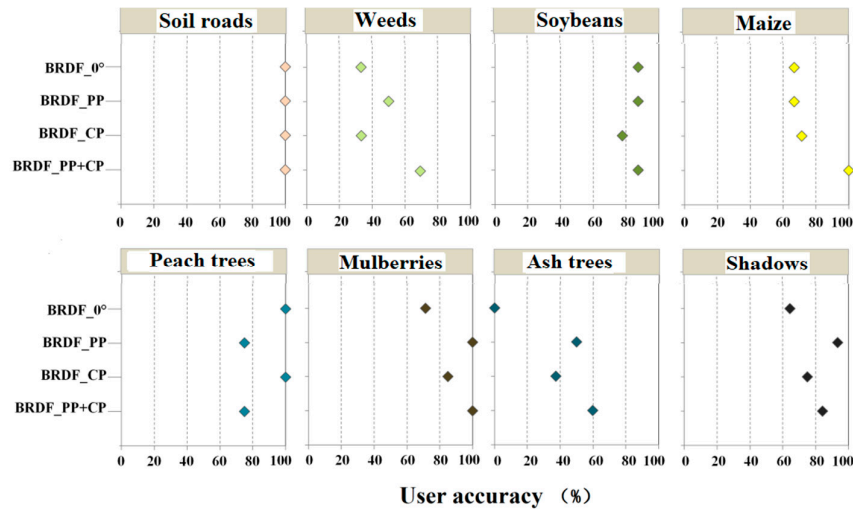 Soil roads Weeds Soybeans Maize
BRDF_0°
BRDF_PP
BRDF_CP
BRDF_PP+CP
0 20 40 60 80 100 0 20 40 60 80 100 0 20 40 60 80 100 0 20 40 60 80 100
Peach trees Mulberries Ash trees Shadows
BRDF_0°
BRDF_PP
BRDF_CP
BRDF_PP+CP
0 20 40 60 80 100 0 20 40 60 80 100 0 20 40 60 80 100 0 20 40 60 80 100
User accuracy （%）